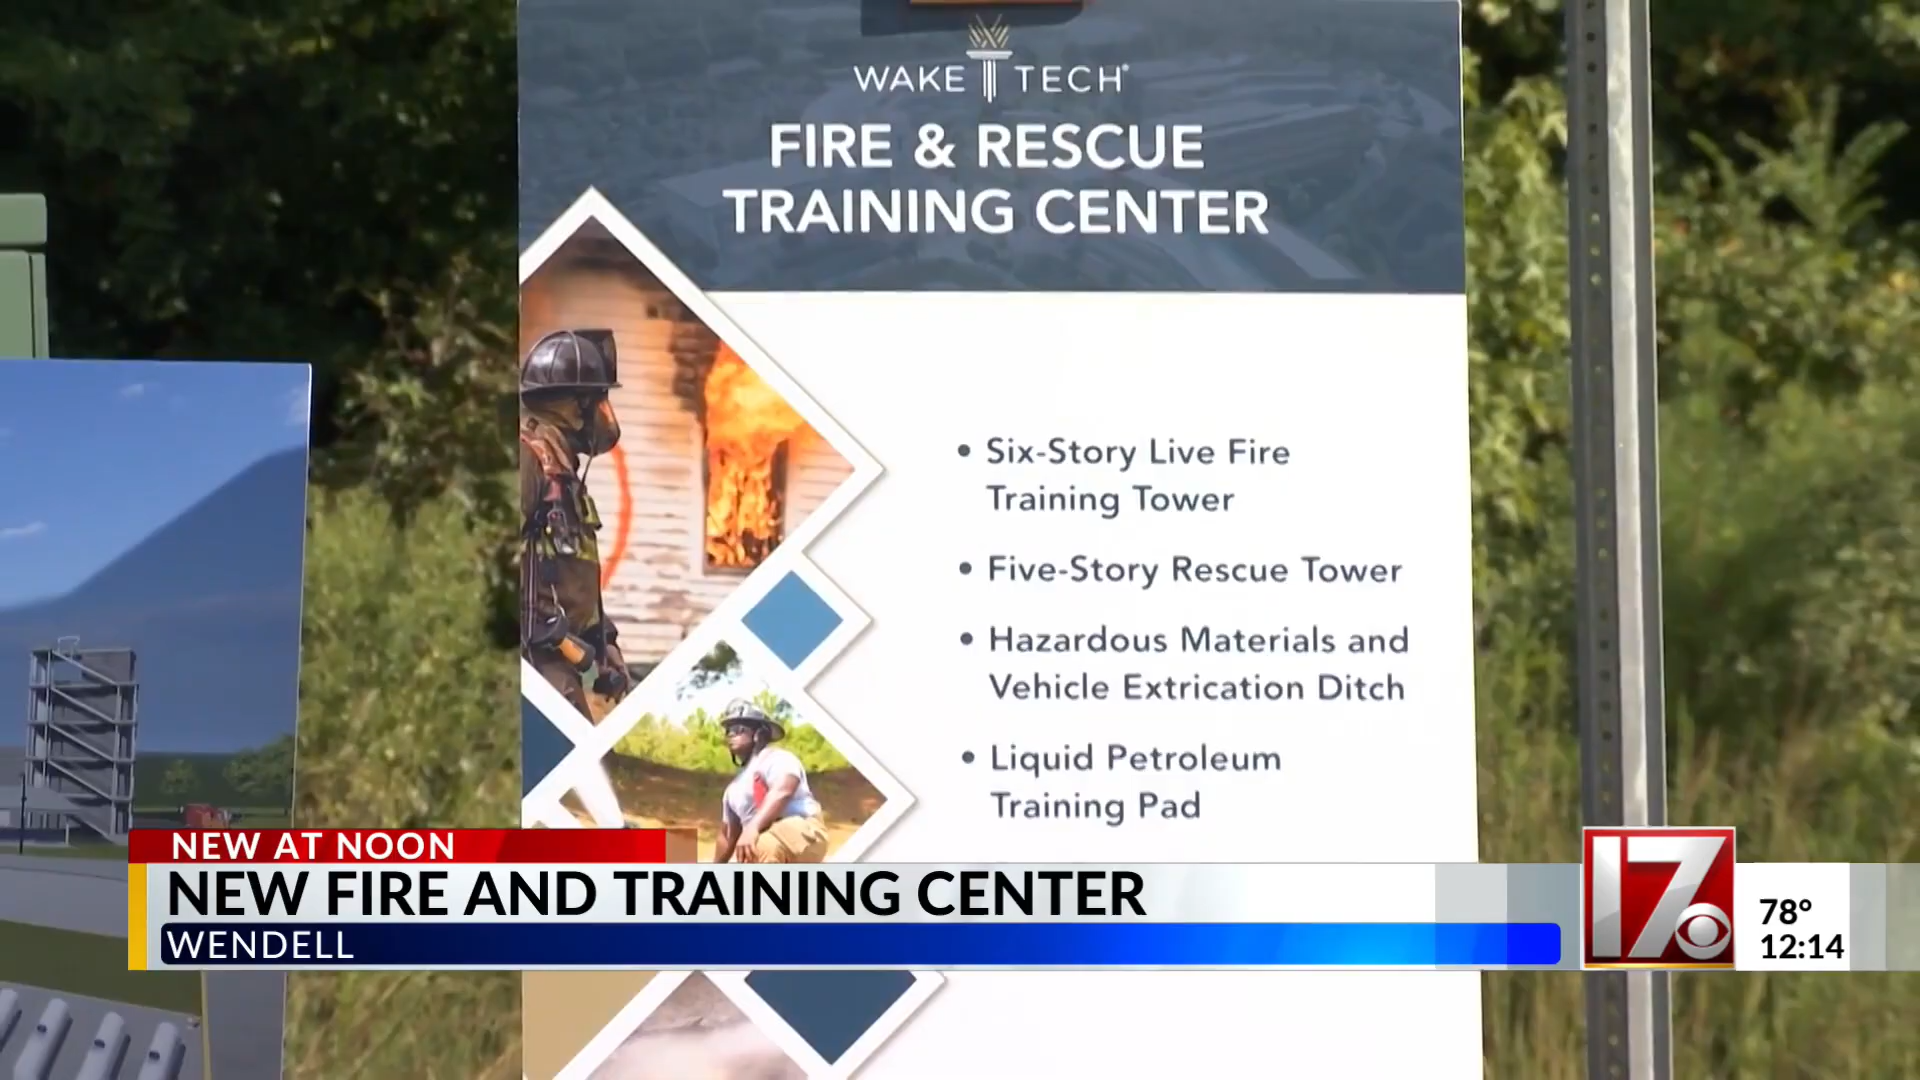 WAKE TECH®
FIRE & RESCUE
TRAINING CENTER
• Six-Story Live Fire
Training Tower
• Five-Story Rescue Tower
• Hazardous Materials and
Vehicle Extrication Ditch
• Liquid Petroleum
Training Pad
NEW AT NOON
NEW FIRE AND TRAINING CENTER
WENDELL
17
78°
12:14